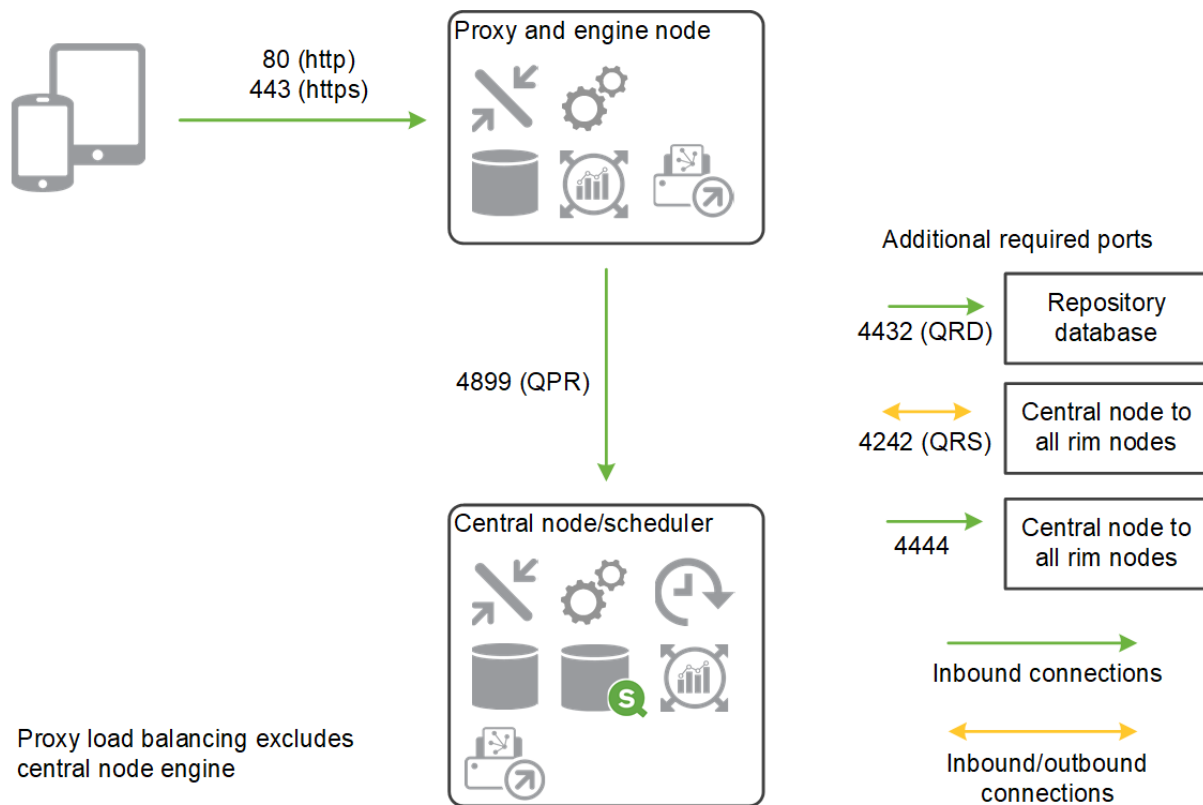 Proxy and engine node
80 (http)
443 (https)
4899 (QPR)
Central node/scheduler
S
Proxy load balancing excludes
central node engine
Additional required ports
4432 (QRD)
Repository
database
4242 (QRS)
Central node to
all rim nodes
4444
Central node to
all rim nodes
Inbound connections
Inbound/outbound
connections